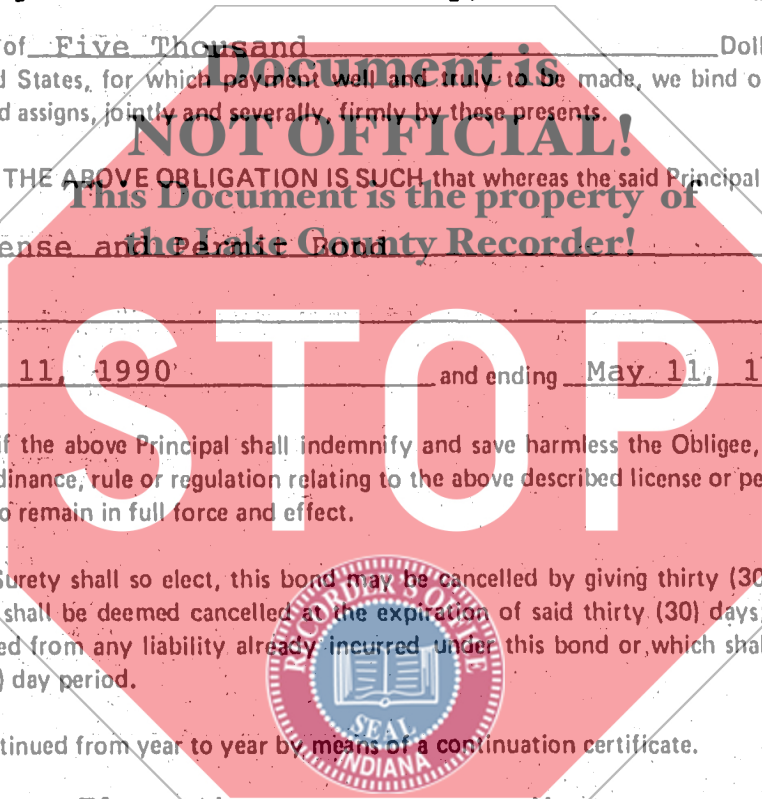 of Five Thousand Doll
d States, for which payment well and truly to be made, we bind o
d assigns, jointly and severally, firmly by these presents.
Document is
NOT OFFICIAL!
THE ABOVE OBLIGATION IS SUCH that whereas the said Principal
This Document is the property of
the Lake County Recorder!
ense and Permit Bond
STOP
11, 1990 and ending May 11, 1
if the above Principal shall indemnify and save harmless the Obligee,
dinance, rule or regulation relating to the above described license or pe
o remain in full force and effect.
Surety shall so elect, this bond may be cancelled by giving thirty (30
shall be deemed cancelled at the expiration of said thirty (30) days,
ed from any liability already incurred under this bond or which shal
) day period.
RECORDER'S OFFICE
SEAL
INDIANA
tinued from year to year by means of a continuation certificate.